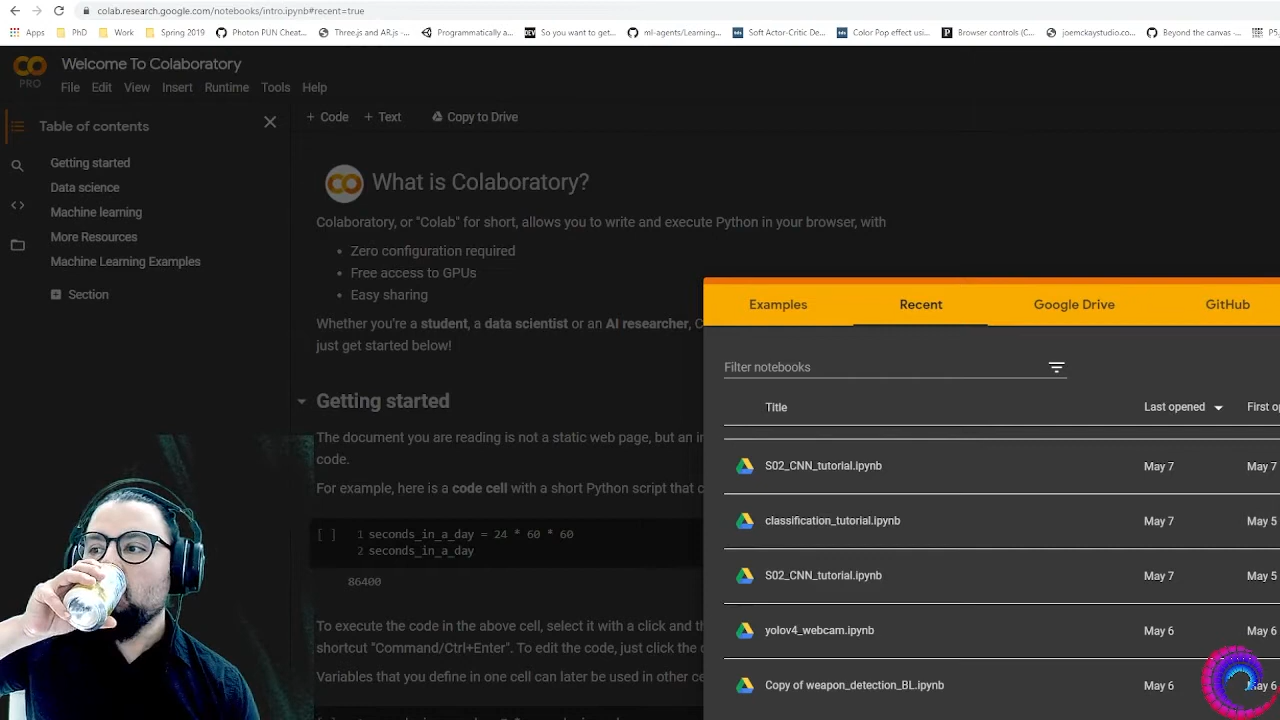 colab.research.google.com/notebooks/intro.ipynb#recent=true
Apps PhD Work Spring 2019 Photon PUN Cheat... Three.js and AR.js -... Programmatically a... So you want to get... ml-agents/Learning... Soft Actor-Critic De... Color Pop effect using... Browser controls (C... joemckaystudio.co... Beyond the canvas -... P5
Welcome To Colaboratory
PRO
File Edit View Insert Runtime Tools Help
Table of contents
+ Code + Text Copy to Drive
Getting started
Data science
Machine learning
More Resources
Machine Learning Examples
Section
What is Colaboratory?
Colaboratory, or "Colab" for short, allows you to write and execute Python in your browser, with
Zero configuration required
Free access to GPUs
Easy sharing
Whether you're a student, a data scientist or an AI researcher, C
just get started below!
Getting started
The document you are reading is not a static web page, but an in
code.
For example, here is a code cell with a short Python script that c
[ ] 1 seconds_in_a_day = 24 * 60 * 60
2 seconds_in_a_day
86400
To execute the code in the above cell, select it with a click and th
shortcut "Command/Ctrl+Enter". To edit the code, just click the c
Variables that you define in one cell can later be used in other ce
Examples Recent Google Drive GitHub
Filter notebooks
Title Last opened First op
S02_CNN_tutorial.ipynb May 7 May 7
classification_tutorial.ipynb May 7 May 5
S02_CNN_tutorial.ipynb May 7 May 5
yolov4_webcam.ipynb May 6 May 6
Copy of weapon_detection_BL.ipynb May 6 May 6